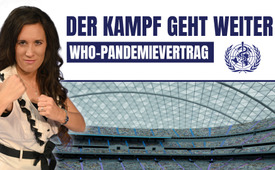 DER KAMPF GEHT WEITER
WHO-PANDEMIEVERTRAG